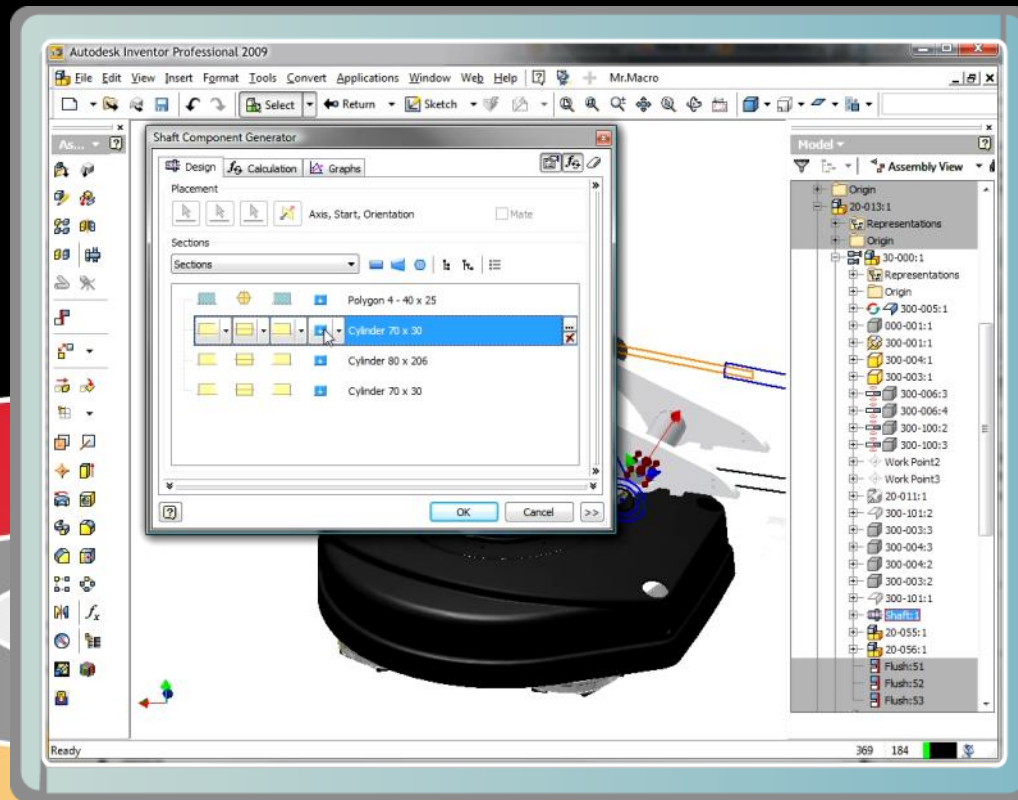 Autodesk Inventor Professional 2009
File Edit View Insert Format Tools Convert Applications Window Web Help Mr.Macro
Select Return Sketch
As...
Shaft Component Generator
Design Calculation Graphs
Placement
Axis, Start, Orientation Mate
Sections
Sections
Polygon 4 - 40 x 25
Cylinder 70 x 30
Cylinder 80 x 206
Cylinder 70 x 30
OK Cancel >>
Model
Assembly View
Origin
20-013:1
Representations
Origin
30-000:1
Representations
Origin
300-005:1
000-001:1
300-001:1
300-004:1
300-003:1
300-006:3
300-006:4
300-100:2
300-100:3
Work Point2
Work Point3
20-011:1
300-101:2
300-003:3
300-004:3
300-004:2
300-003:2
300-101:1
Shaft:1
20-055:1
20-056:1
Flush:51
Flush:52
Flush:53
Ready 369 184